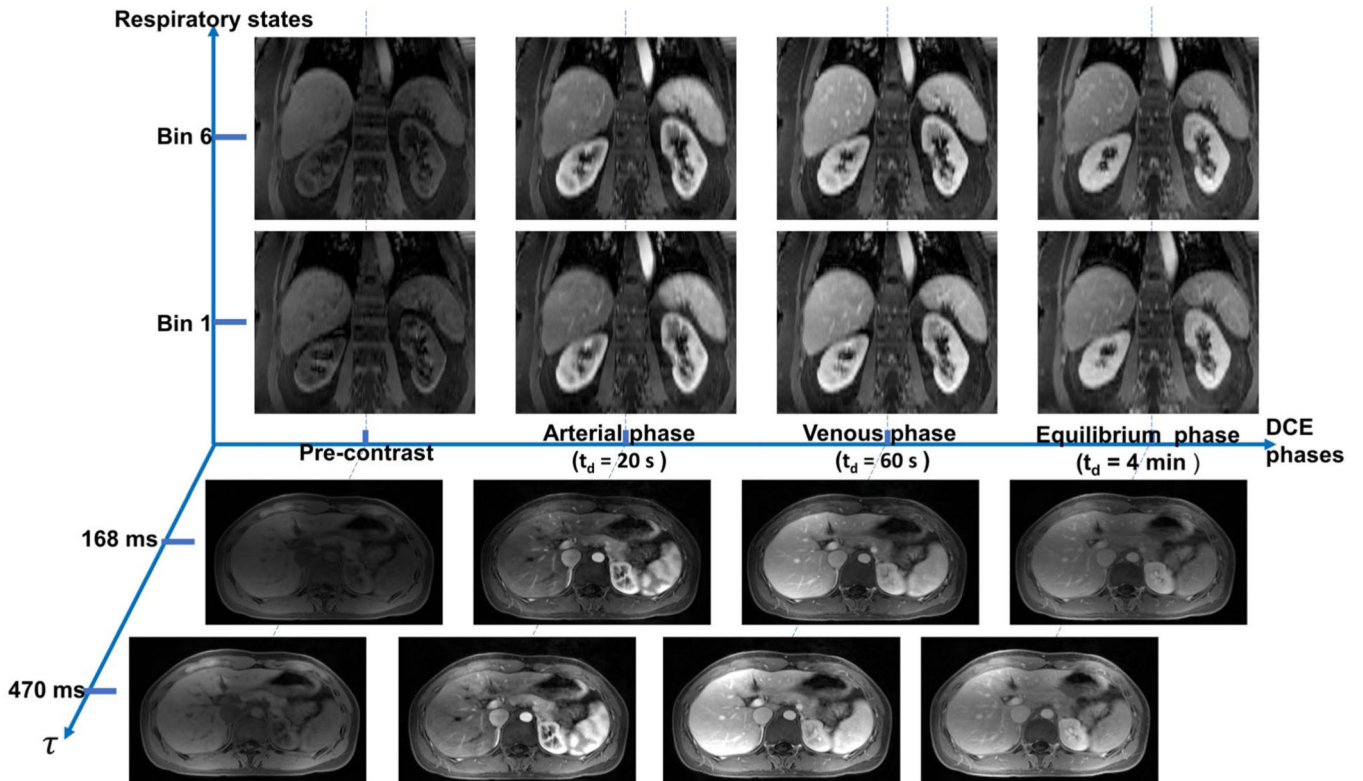 Respiratory states
Bin 6
Bin 1
Pre-contrast
Arterial phase
(t_d = 20 s )
Venous phase
(t_d = 60 s )
Equilibrium phase
(t_d = 4 min )
DCE
phases
168 ms
470 ms
τ